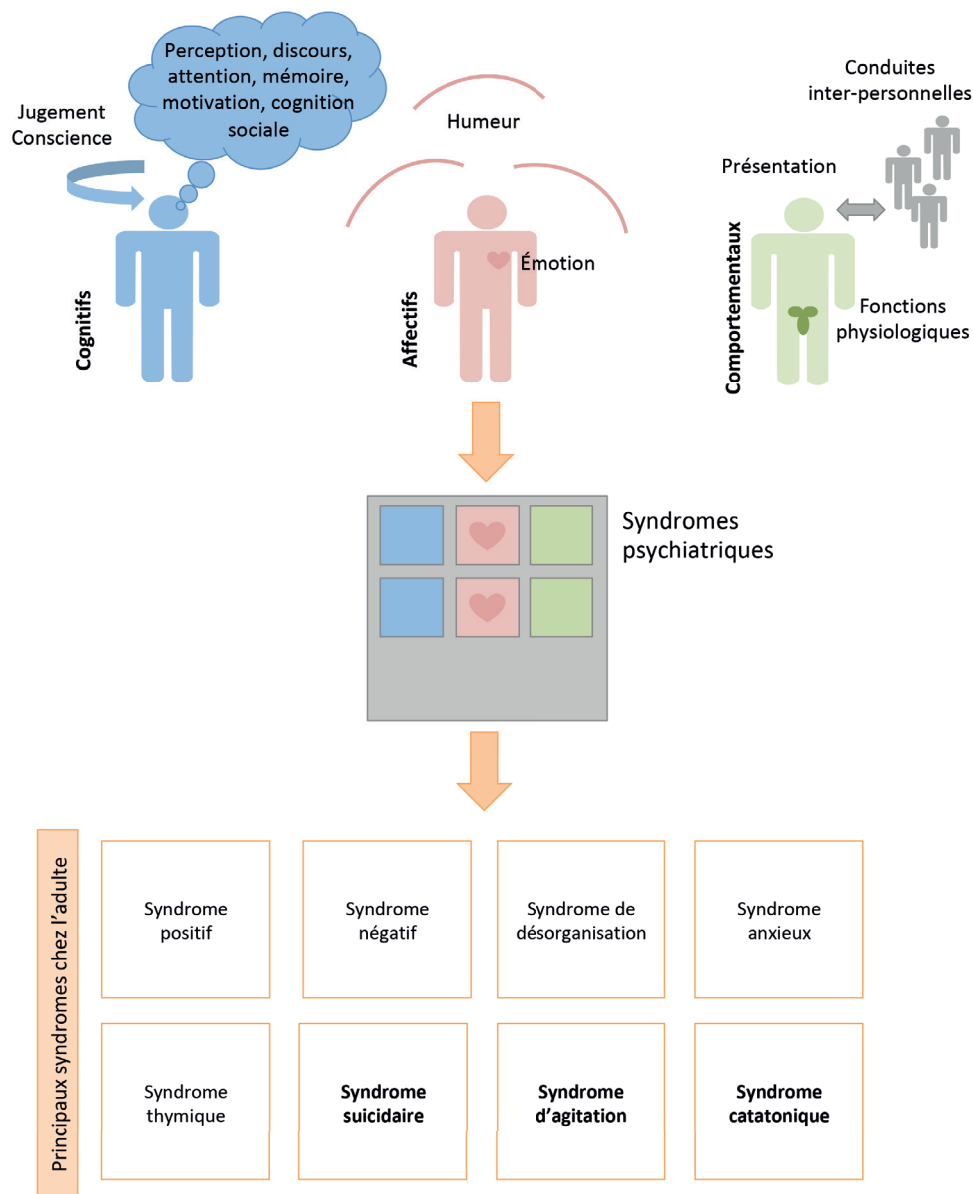 Perception, discours,
attention, mémoire,
motivation, cognition
sociale
Jugement
Conscience
Cognitifs
Humeur
Émotion
Affectifs
Conduites
inter-personnelles
Présentation
Fonctions
physiologiques
Comportementaux
Syndromes
psychiatriques
Principaux syndromes chez l'adulte
Syndrome
positif
Syndrome
négatif
Syndrome de
désorganisation
Syndrome
anxieux
Syndrome
thymique
Syndrome
suicidaire
Syndrome
d'agitation
Syndrome
catatonique